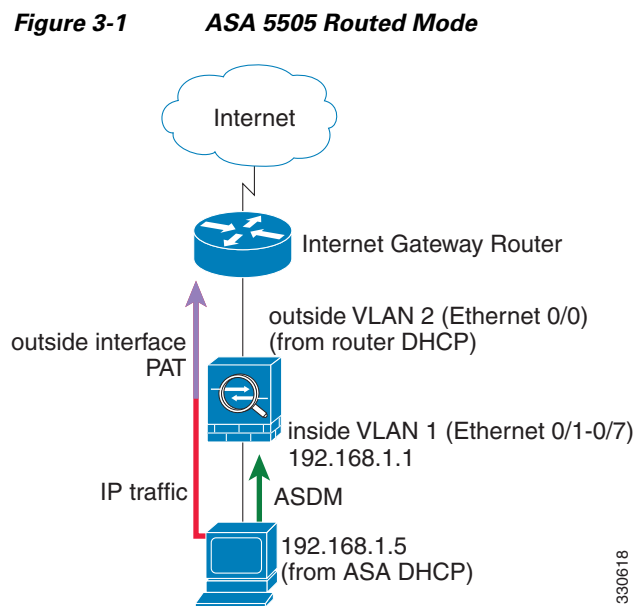 Figure 3-1 ASA 5505 Routed Mode
Internet
Internet Gateway Router
outside VLAN 2 (Ethernet 0/0)
(from router DHCP)
outside interface
PAT
inside VLAN 1 (Ethernet 0/1-0/7)
192.168.1.1
IP traffic
ASDM
192.168.1.5
(from ASA DHCP)
330618